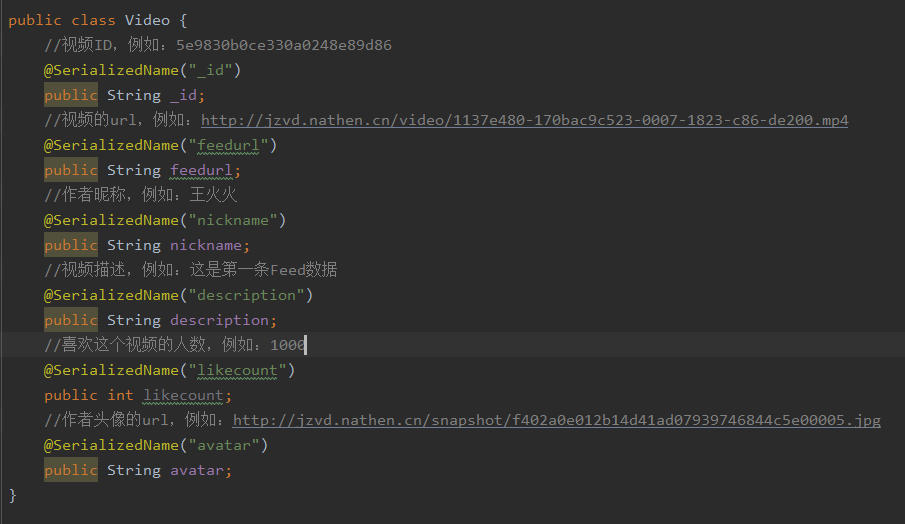 public class Video {
//视频ID，例如：5e9830b0ce330a0248e89d86
@SerializedName("_id")
public String _id;
//视频的url，例如：http://jzvd.nathen.cn/video/1137e480-170bac9c523-0007-1823-c86-de200.mp4
@SerializedName("feedurl")
public String feedurl;
//作者昵称，例如：王火火
@SerializedName("nickname")
public String nickname;
//视频描述，例如：这是第一条Feed数据
@SerializedName("description")
public String description;
//喜欢这个视频的人数，例如：1000
@SerializedName("likecount")
public int likecount;
//作者头像的url，例如：http://jzvd.nathen.cn/snapshot/f402a0e012b14d41ad07939746844c5e00005.jpg
@SerializedName("avatar")
public String avatar;
}